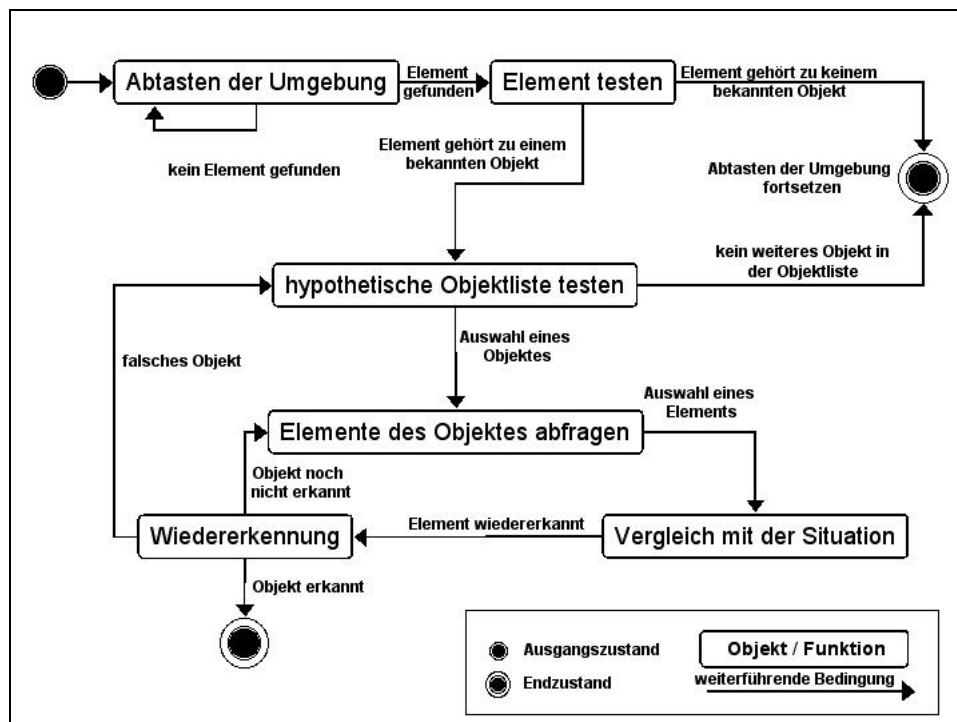 Abtasten der Umgebung
Element
gefunden
Element testen
Element gehört zu keinem
bekannten Objekt
kein Element gefunden
Element gehört zu einem
bekannten Objekt
Abtasten der Umgebung
fortsetzen
hypothetische Objektliste testen
kein weiteres Objekt in
der Objektliste
falsches Objekt
Auswahl eines
Objektes
Elemente des Objektes abfragen
Auswahl eines
Elements
Objekt noch
nicht erkannt
Wiedererkennung
Element wiedererkannt
Vergleich mit der Situation
Objekt erkannt
Ausgangszustand
Objekt / Funktion
Endzustand
weiterführende Bedingung